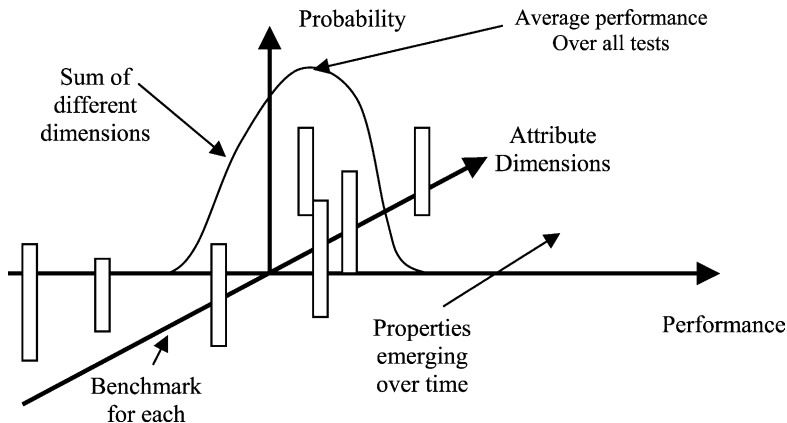 Probability
Average performance
Over all tests
Sum of
different
dimensions
Attribute
Dimensions
Performance
Properties
emerging
over time
Benchmark
for each